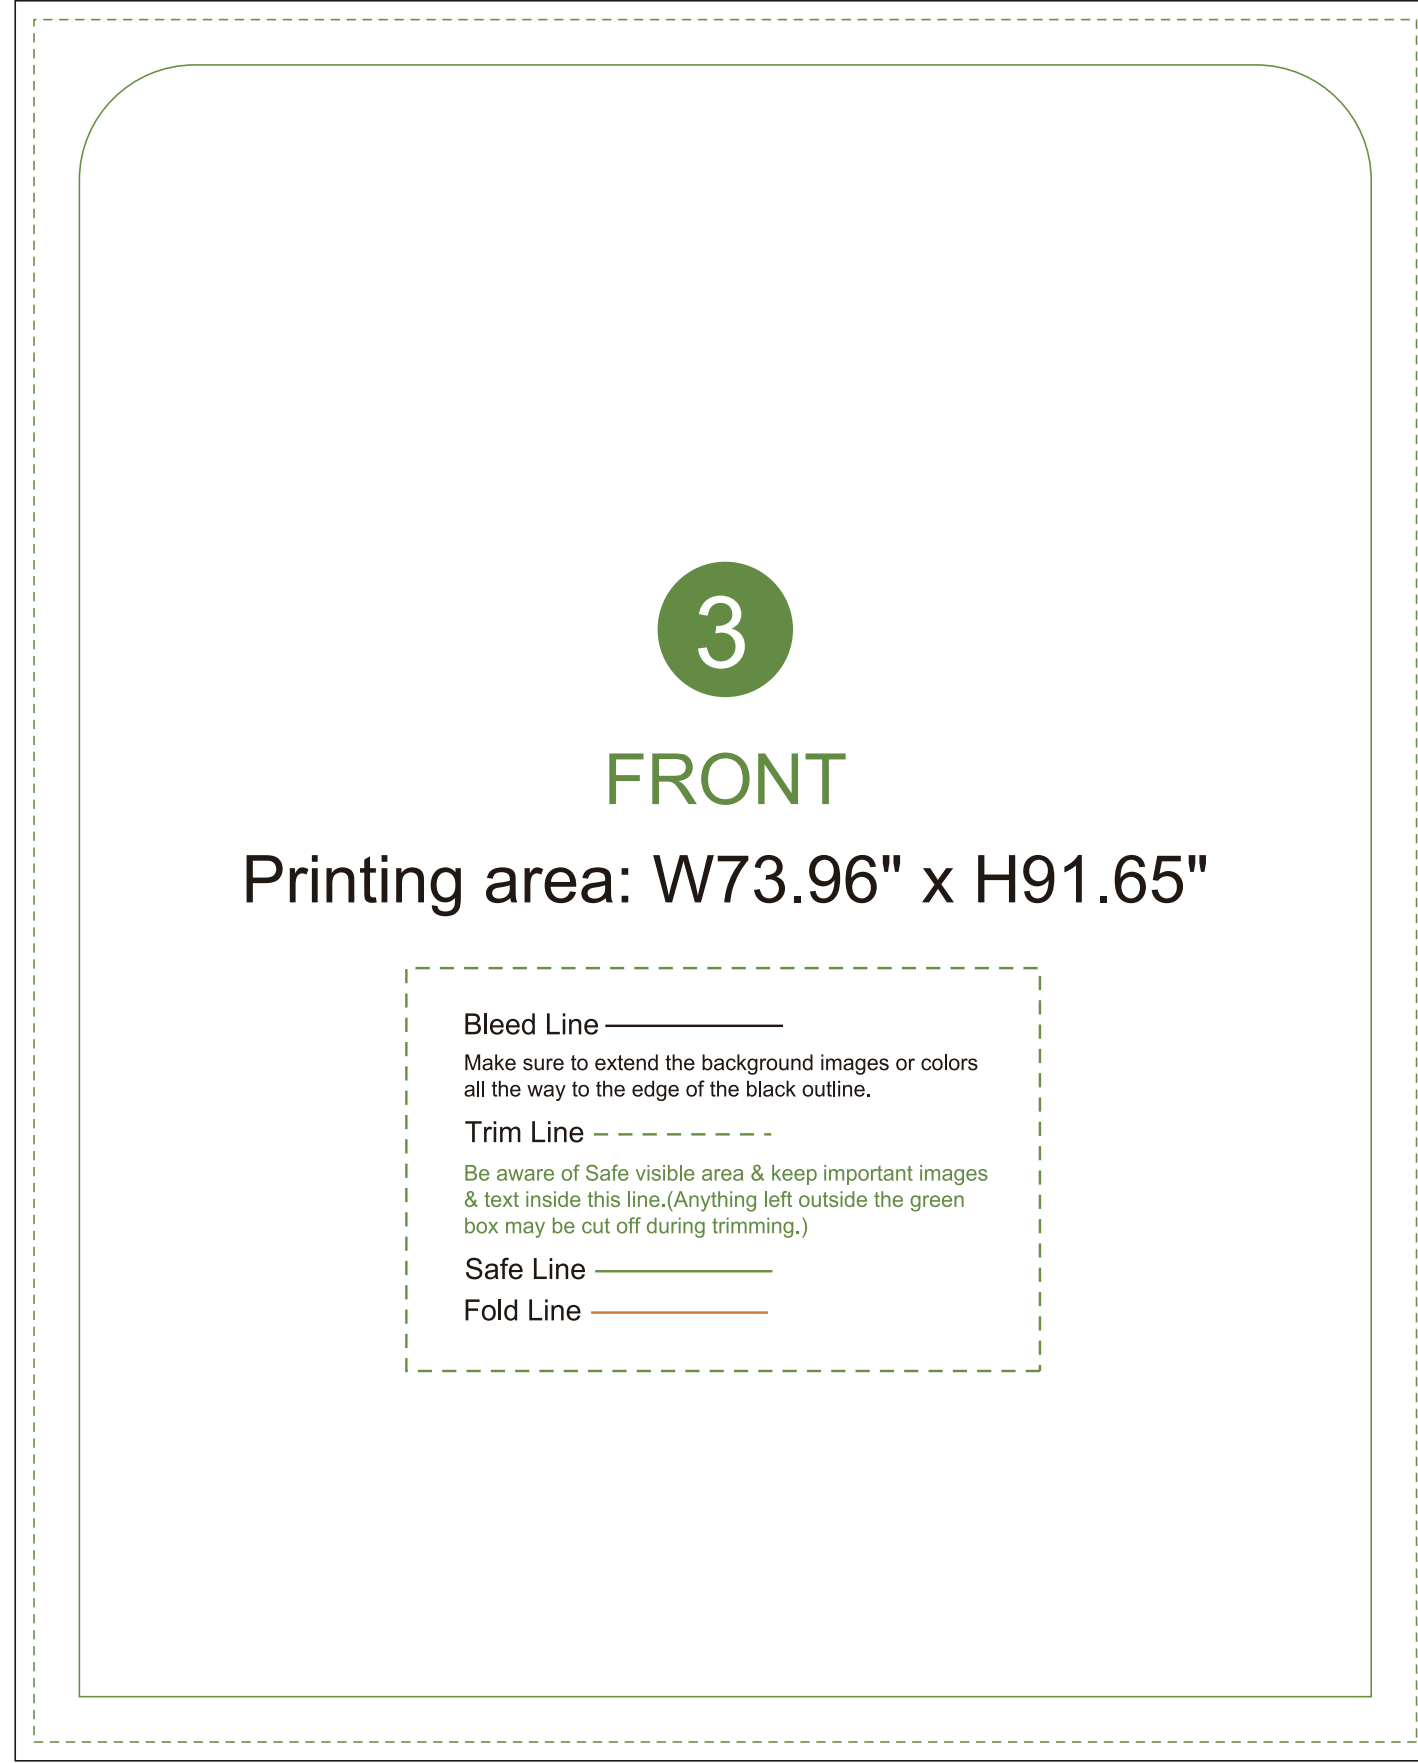 3
FRONT
Printing area: W73.96" x H91.65"
Bleed Line
Make sure to extend the background images or colors
all the way to the edge of the black outline.
Trim Line
Be aware of Safe visible area & keep important images
& text inside this line.(Anything left outside the green
box may be cut off during trimming.)
Safe Line
Fold Line